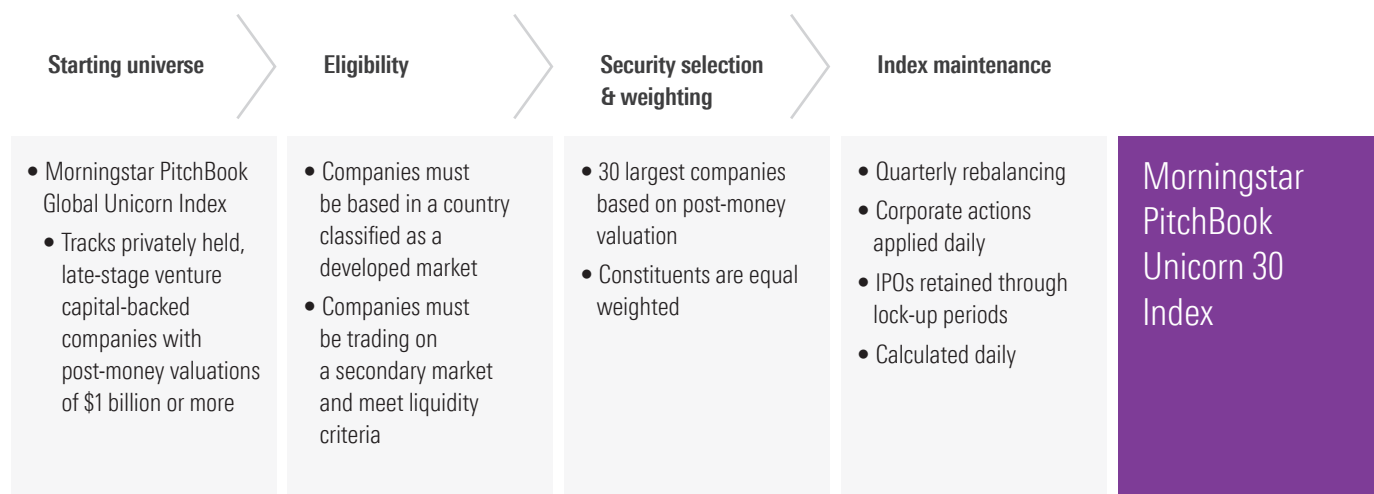 Starting universe
Eligibility
Security selection
& weighting
Index maintenance
• Morningstar PitchBook
Global Unicorn Index
• Tracks privately held,
late-stage venture
capital-backed
companies with
post-money valuations
of $1 billion or more
• Companies must
be based in a country
classified as a
developed market
• Companies must
be trading on
a secondary market
and meet liquidity
criteria
• 30 largest companies
based on post-money
valuation
• Constituents are equal
weighted
• Quarterly rebalancing
• Corporate actions
applied daily
• IPOs retained through
lock-up periods
• Calculated daily
Morningstar
PitchBook
Unicorn 30
Index